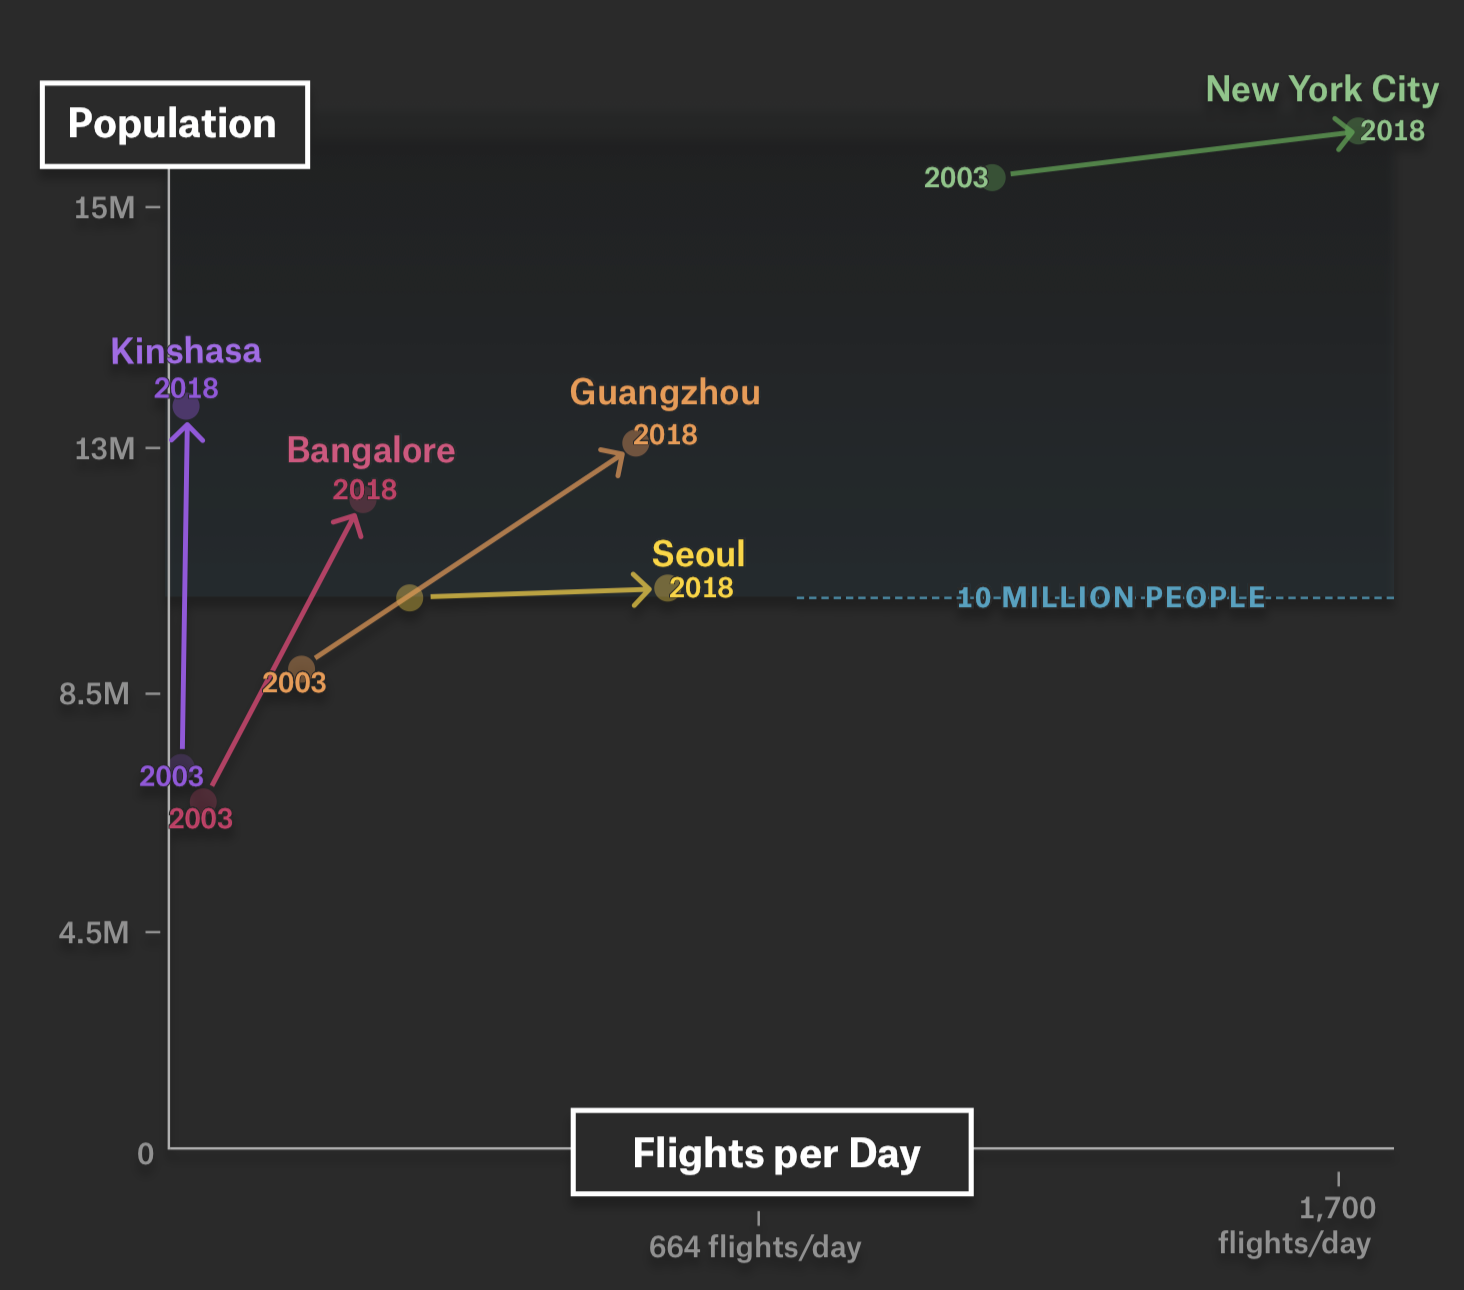 New York City
Population
2018
2003
15M
Kinshasa
2018
Guangzhou
2018
13M
Bangalore
2018
Seoul
2018
10 MILLION PEOPLE
8.5M
2003
2003
2003
4.5M
0
Flights per Day
1,700
flights/day
664 flights/day